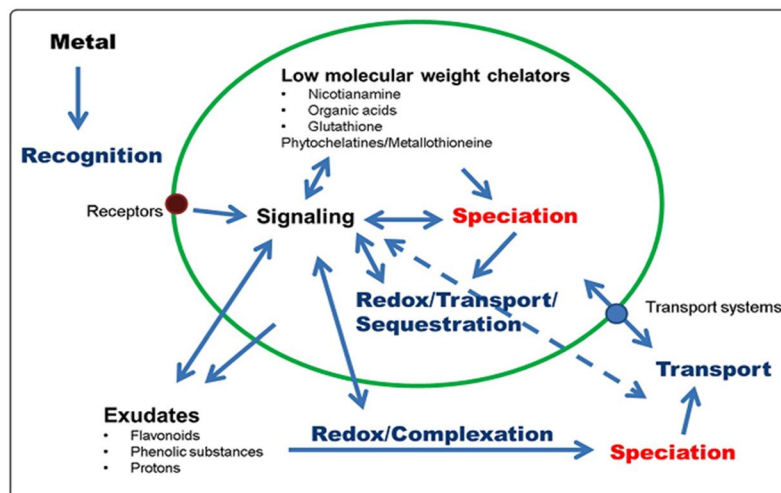 Metal
Low molecular weight chelators
• Nicotianamine
• Organic acids
• Glutathione
Phytochelatines/Metallothioneine
Recognition
Receptors
Signaling
Speciation
Redox/Transport/
Sequestration
Transport systems
Transport
Exudates
• Flavonoids
• Phenolic substances
• Protons
Redox/Complexation
Speciation